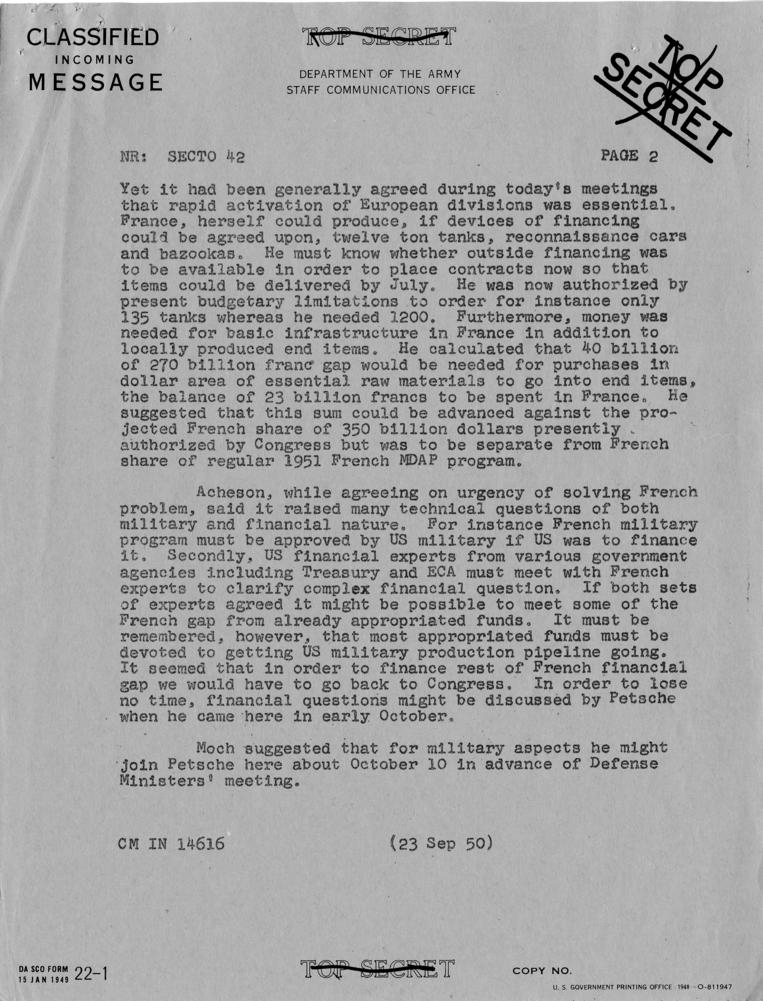 CLASSIFIED
INCOMING
MESSAGE
TOP SECRET
DEPARTMENT OF THE ARMY
STAFF COMMUNICATIONS OFFICE
TOP
SECRET
NR: SECTO 42 PAGE 2
Yet it had been generally agreed during today's meetings
that rapid activation of European divisions was essential.
France, herself could produce, if devices of financing
could be agreed upon, twelve ton tanks, reconnaissance cars
and bazookas. He must know whether outside financing was
to be available in order to place contracts now so that
items could be delivered by July. He was now authorized by
present budgetary limitations to order for instance only
135 tanks whereas he needed 1200. Furthermore, money was
needed for basic infrastructure in France in addition to
locally produced end items. He calculated that 40 billion
of 270 billion franc gap would be needed for purchases in
dollar area of essential raw materials to go into end items,
the balance of 23 billion francs to be spent in France. He
suggested that this sum could be advanced against the pro-
jected French share of 350 billion dollars presently
authorized by Congress but was to be separate from French
share of regular 1951 French MDAP program.
Acheson, while agreeing on urgency of solving French
problem, said it raised many technical questions of both
military and financial nature. For instance French military
program must be approved by US military if US was to finance
it. Secondly, US financial experts from various government
agencies including Treasury and ECA must meet with French
experts to clarify complex financial question. If both sets
of experts agreed it might be possible to meet some of the
French gap from already appropriated funds. It must be
remembered, however, that most appropriated funds must be
devoted to getting US military production pipeline going.
It seemed that in order to finance rest of French financial
gap we would have to go back to Congress. In order to lose
no time, financial questions might be discussed by Petsche
when he came here in early October.
Moch suggested that for military aspects he might
join Petsche here about October 10 in advance of Defense
Ministers' meeting.
CM IN 14616 (23 Sep 50)
DA SCO FORM 22-1
15 JAN 1949
TOP SECRET
COPY NO.
U. S. GOVERNMENT PRINTING OFFICE 1949 - O-811947